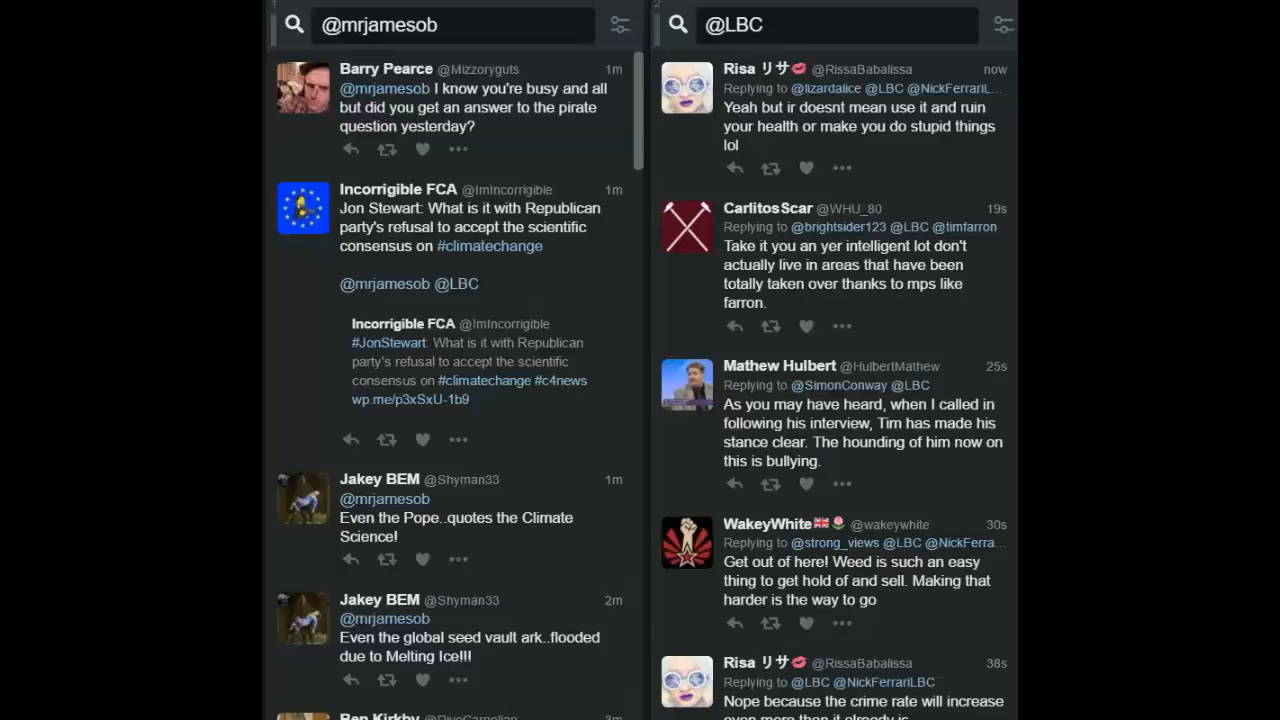 1
@mrjamesob
Barry Pearce @Mizzoryguts 1m
@mrjamesob I know you're busy and all
but did you get an answer to the pirate
question yesterday?
Incorrigible FCA @ImIncorrigible 1m
Jon Stewart: What is it with Republican
party's refusal to accept the scientific
consensus on #climatechange
@mrjamesob @LBC
Incorrigible FCA @ImIncorrigible
#JonStewart: What is it with Republican
party's refusal to accept the scientific
consensus on #climatechange #c4news
wp.me/p3xSxU-1b9
Jakey BEM @Shyman33 1m
@mrjamesob
Even the Pope..quotes the Climate
Science!
Jakey BEM @Shyman33 2m
@mrjamesob
Even the global seed vault ark..flooded
due to Melting Ice!!!
2
@LBC
Risa リサ💋 @RissaBabalissa now
Replying to @lizardalice @LBC @NickFerrariL...
Yeah but ir doesnt mean use it and ruin
your health or make you do stupid things
lol
CarlitosScar @WHU_80 19s
Replying to @brightsider123 @LBC @timfarron
Take it you an yer intelligent lot don't
actually live in areas that have been
totally taken over thanks to mps like
farron.
Mathew Hulbert @HulbertMathew 25s
Replying to @SimonConway @LBC
As you may have heard, when I called in
following his interview, Tim has made his
stance clear. The hounding of him now on
this is bullying.
WakeyWhite🇬🇧🌹 @wakeywhite 30s
Replying to @strong_views @LBC @NickFerra...
Get out of here! Weed is such an easy
thing to get hold of and sell. Making that
harder is the way to go
Risa リサ💋 @RissaBabalissa 38s
Replying to @LBC @NickFerrariLBC
Nope because the crime rate will increase
even more than it already is